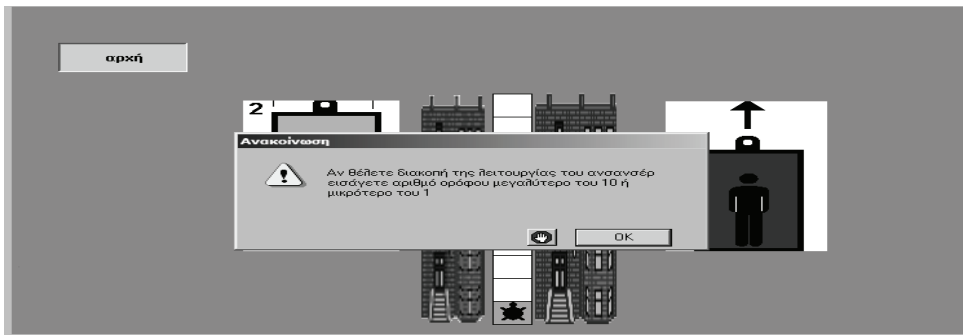 αρχή
2
Ανακοίνωση
Αν θέλετε διακοπή της λειτουργίας του ανσανσέρ
εισάγετε αριθμό ορόφου μεγαλύτερο του 10 ή
μικρότερο του 1
OK